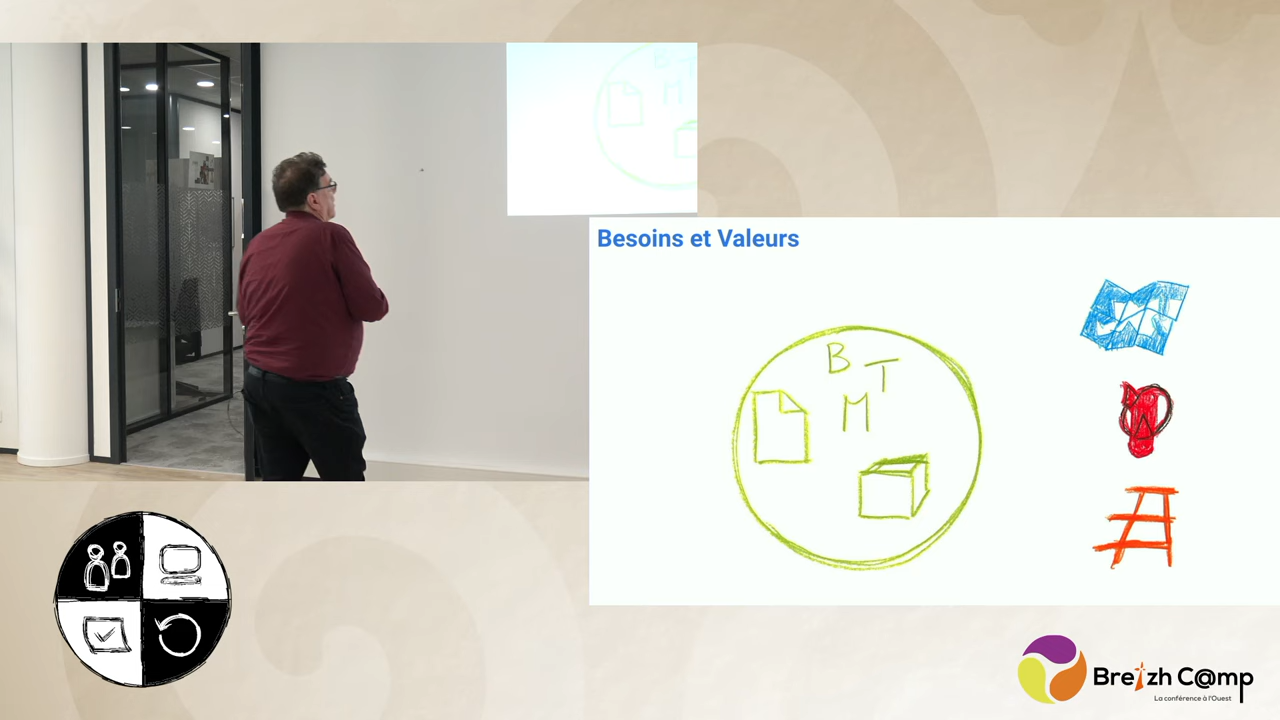 Besoins et Valeurs
B
T
M
Breizh C@mp
La conférence à l'Ouest